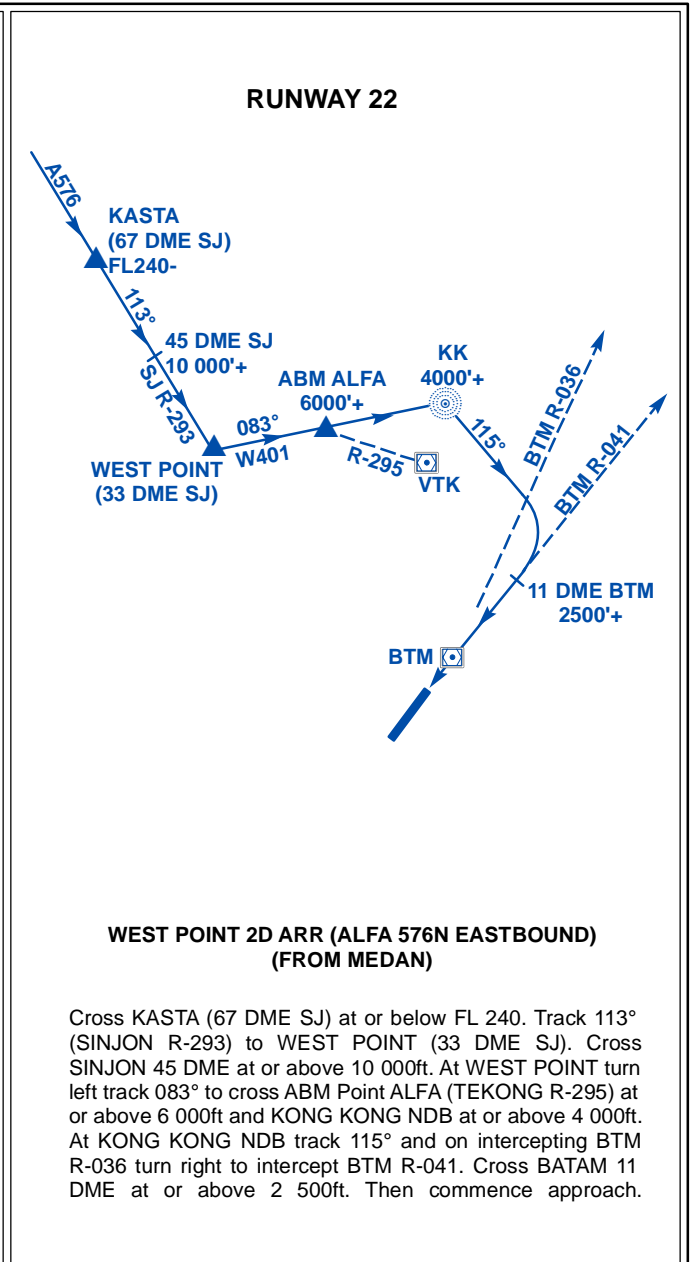 RUNWAY 22
A576
KASTA
(67 DME SJ)
FL240-
113°
45 DME SJ
10 000'+
SJ R-293
WEST POINT
(33 DME SJ)
083°
W401
ABM ALFA
6000'+
R-295
VTK
KK
4000'+
115°
BTM R-036
BTM R-041
11 DME BTM
2500'+
BTM
WEST POINT 2D ARR (ALFA 576N EASTBOUND)
(FROM MEDAN)
Cross KASTA (67 DME SJ) at or below FL 240. Track 113°
(SINJON R-293) to WEST POINT (33 DME SJ). Cross
SINJON 45 DME at or above 10 000ft. At WEST POINT turn
left track 083° to cross ABM Point ALFA (TEKONG R-295) at
or above 6 000ft and KONG KONG NDB at or above 4 000ft.
At KONG KONG NDB track 115° and on intercepting BTM
R-036 turn right to intercept BTM R-041. Cross BATAM 11
DME at or above 2 500ft. Then commence approach.